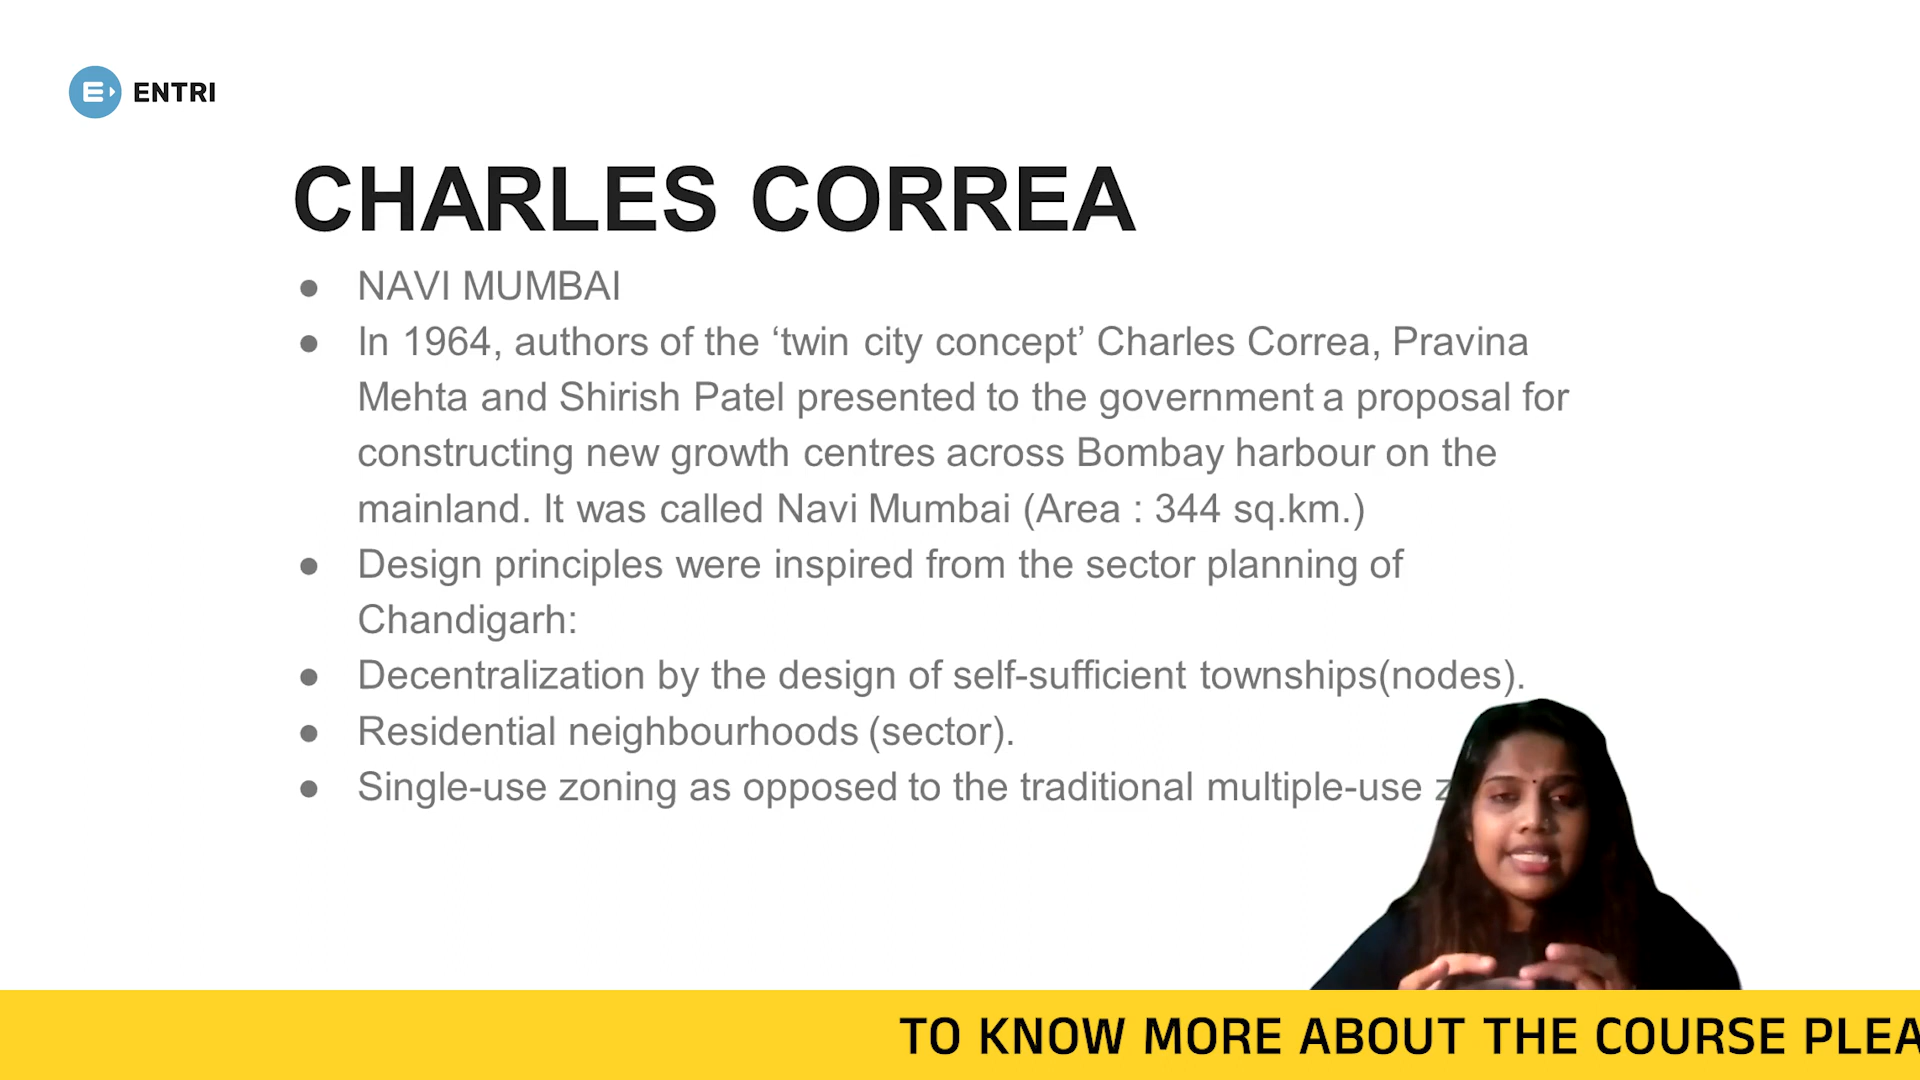 ENTRI
CHARLES CORREA
● NAVI MUMBAI
● In 1964, authors of the ‘twin city concept’ Charles Correa, Pravina
Mehta and Shirish Patel presented to the government a proposal for
constructing new growth centres across Bombay harbour on the
mainland. It was called Navi Mumbai (Area : 344 sq.km.)
● Design principles were inspired from the sector planning of
Chandigarh:
● Decentralization by the design of self-sufficient townships(nodes).
● Residential neighbourhoods (sector).
● Single-use zoning as opposed to the traditional multiple-use
TO KNOW MORE ABOUT THE COURSE